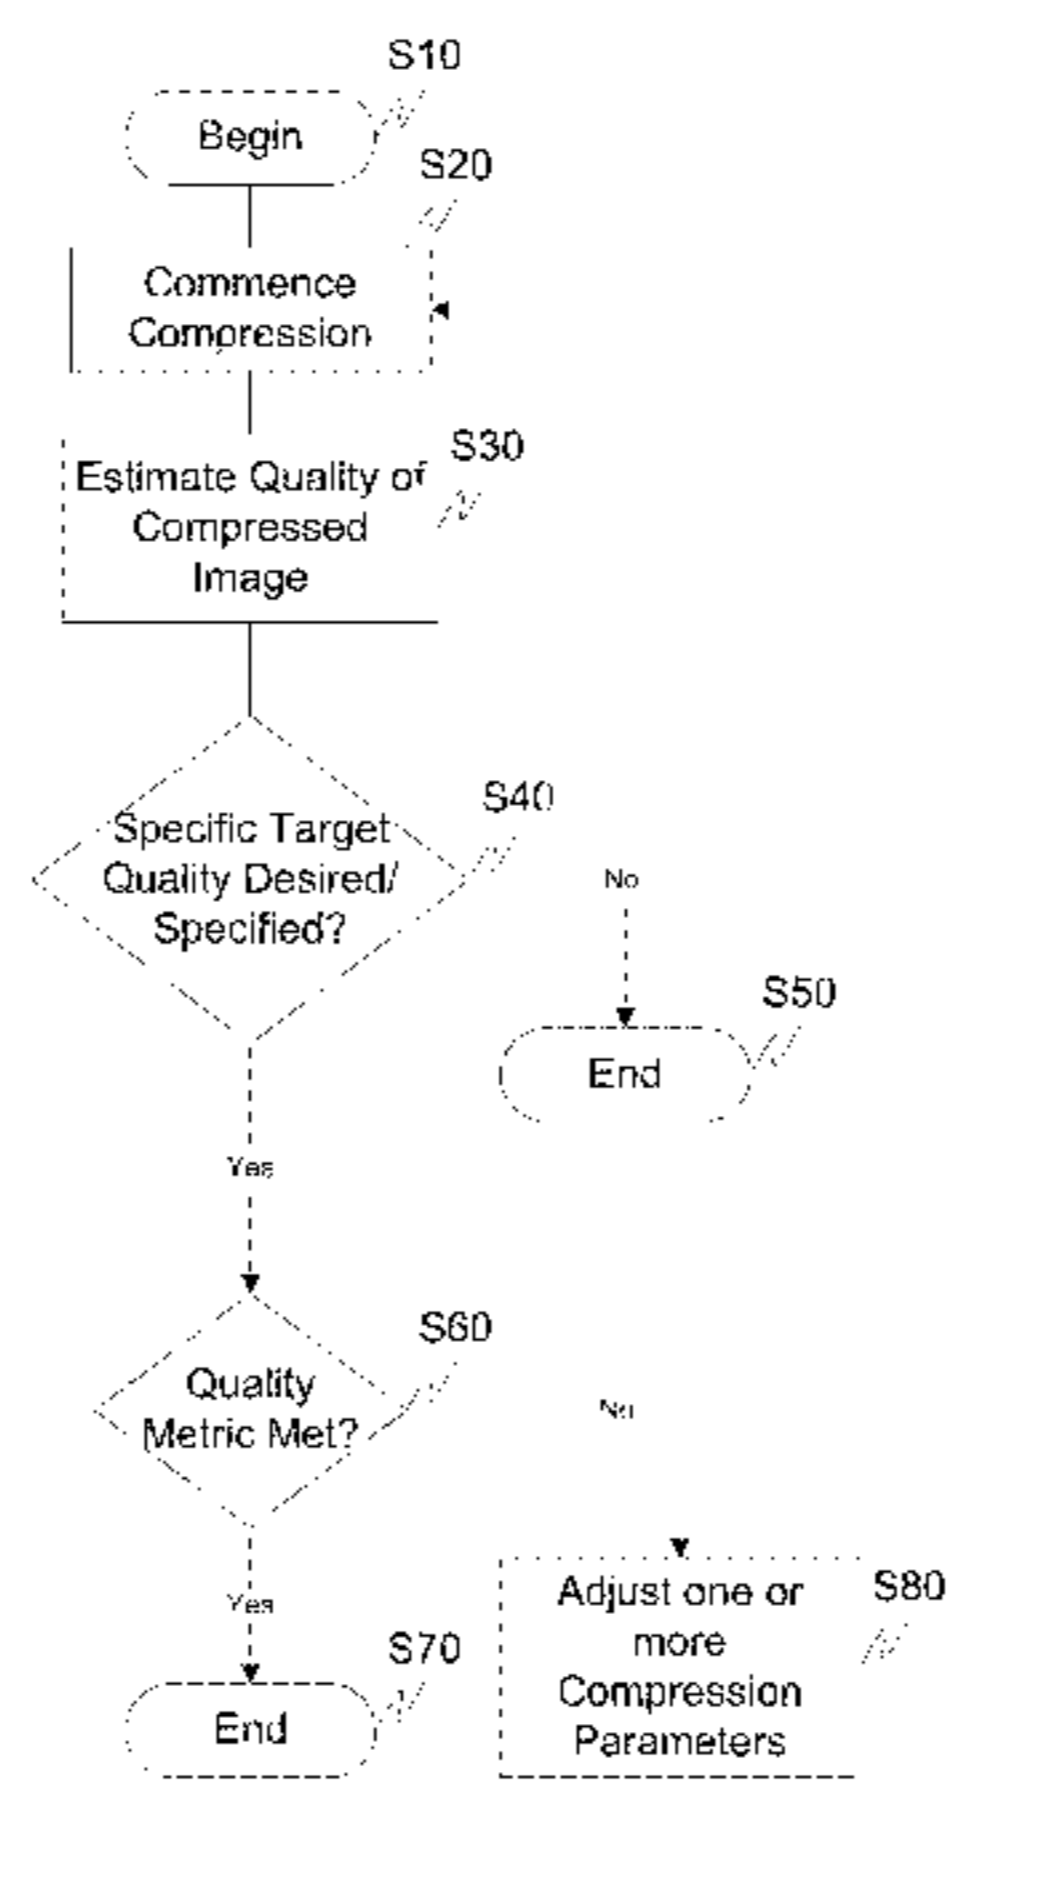 S10
Begin
S20
Commence
Compression
S30
Estimate Quality of
Compressed
Image
S40
Specific Target
Quality Desired/
Specified?
No
S50
End
Yes
S60
Quality
Metric Met?
No
Yes
S70
End
S80
Adjust one or
more
Compression
Parameters